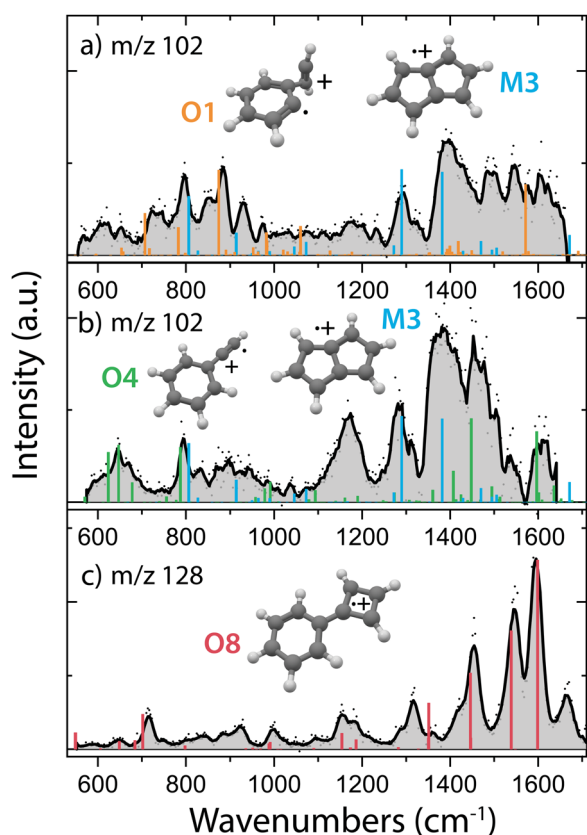 a) m/z 102
O1
+
•
•+
M3
600 800 1000 1200 1400 1600
b) m/z 102
M3
O4
+
•
•+
600 800 1000 1200 1400 1600
c) m/z 128
O8
•+
600 800 1000 1200 1400 1600
Intensity (a.u.)
Wavenumbers (cm⁻¹)